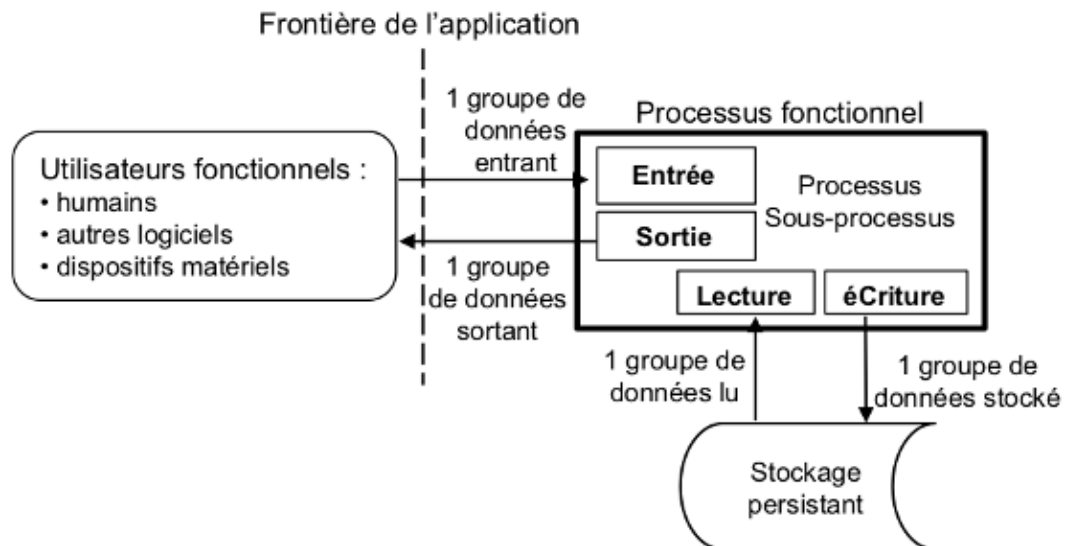 Frontière de l'application
1 groupe de
données
entrant
Processus fonctionnel
Utilisateurs fonctionnels :
• humains
• autres logiciels
• dispositifs matériels
Entrée
Sortie
Processus
Sous-processus
Lecture
éCriture
1 groupe
de données
sortant
1 groupe de
données lu
1 groupe de
données stocké
Stockage
persistant